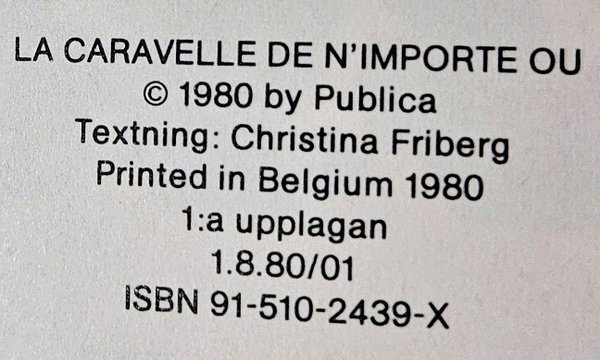 LA CARAVELLE DE N'IMPORTE OU
© 1980 by Publica
Textning: Christina Friberg
Printed in Belgium 1980
1:a upplagan
1.8.80/01
ISBN 91-510-2439-X